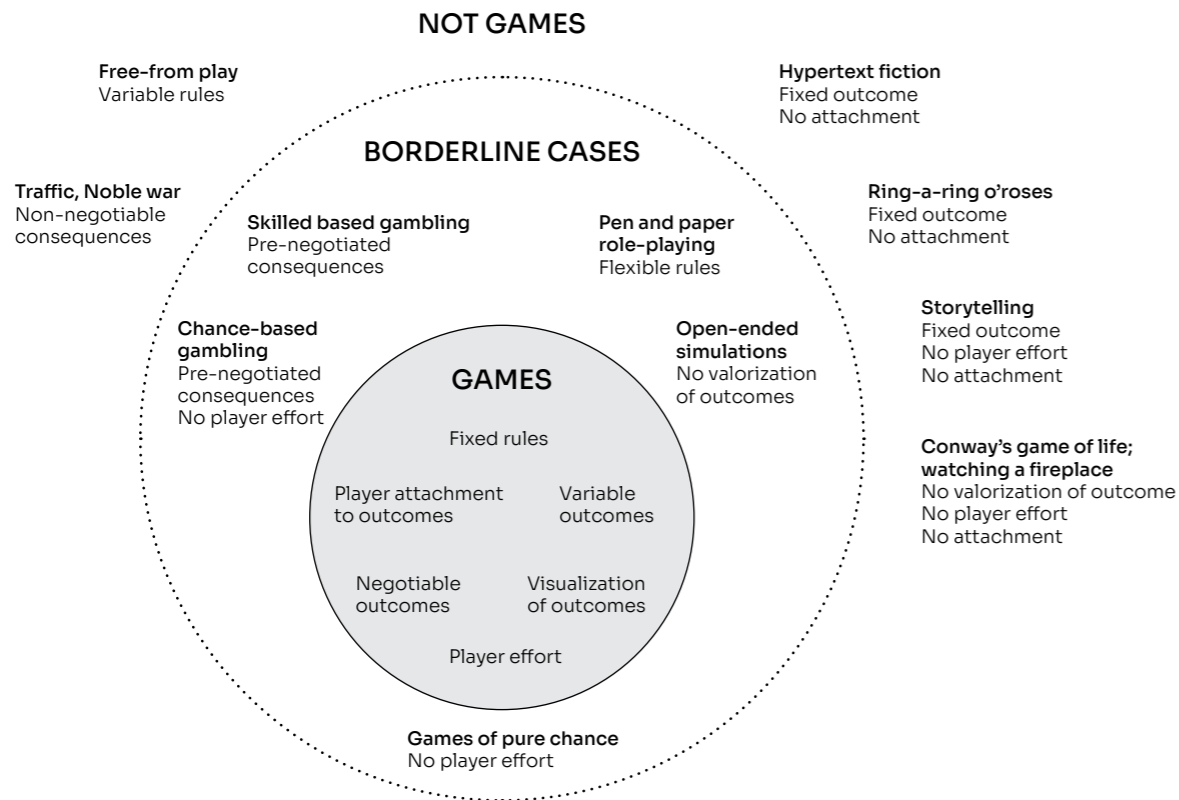 NOT GAMES
Free-from play
Variable rules
Hypertext fiction
Fixed outcome
No attachment
BORDERLINE CASES
Traffic, Noble war
Non-negotiable
consequences
Skilled based gambling
Pre-negotiated
consequences
Pen and paper
role-playing
Flexible rules
Ring-a-ring o’roses
Fixed outcome
No attachment
Chance-based
gambling
Pre-negotiated
consequences
No player effort
Open-ended
simulations
No valorization
of outcomes
Storytelling
Fixed outcome
No player effort
No attachment
GAMES
Fixed rules
Player attachment
to outcomes
Variable
outcomes
Negotiable
outcomes
Visualization
of outcomes
Player effort
Conway’s game of life;
watching a fireplace
No valorization of outcome
No player effort
No attachment
Games of pure chance
No player effort